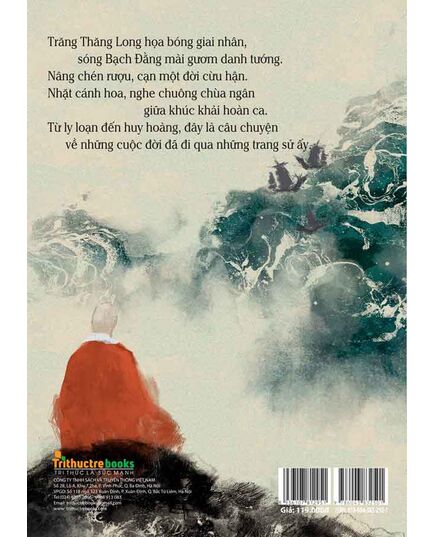 Trăng Thăng Long họa bóng giai nhân,
sóng Bạch Đằng mài gươm danh tướng.
Nâng chén rượu, cạn một đời cừu hận.
Nhặt cánh hoa, nghe chuông chùa ngân
giữa khúc khải hoàn ca.
Từ ly loạn đến huy hoàng, đây là câu chuyện
về những cuộc đời đã đi qua những trang sử ấy.
Trithuctrebooks
TRI THỨC LÀ SỨC MẠNH
CÔNG TY TNHH SÁCH VÀ TRUYỀN THÔNG VIỆT NAM
www.trithuctrebooks.com
Giá: 119.000đ